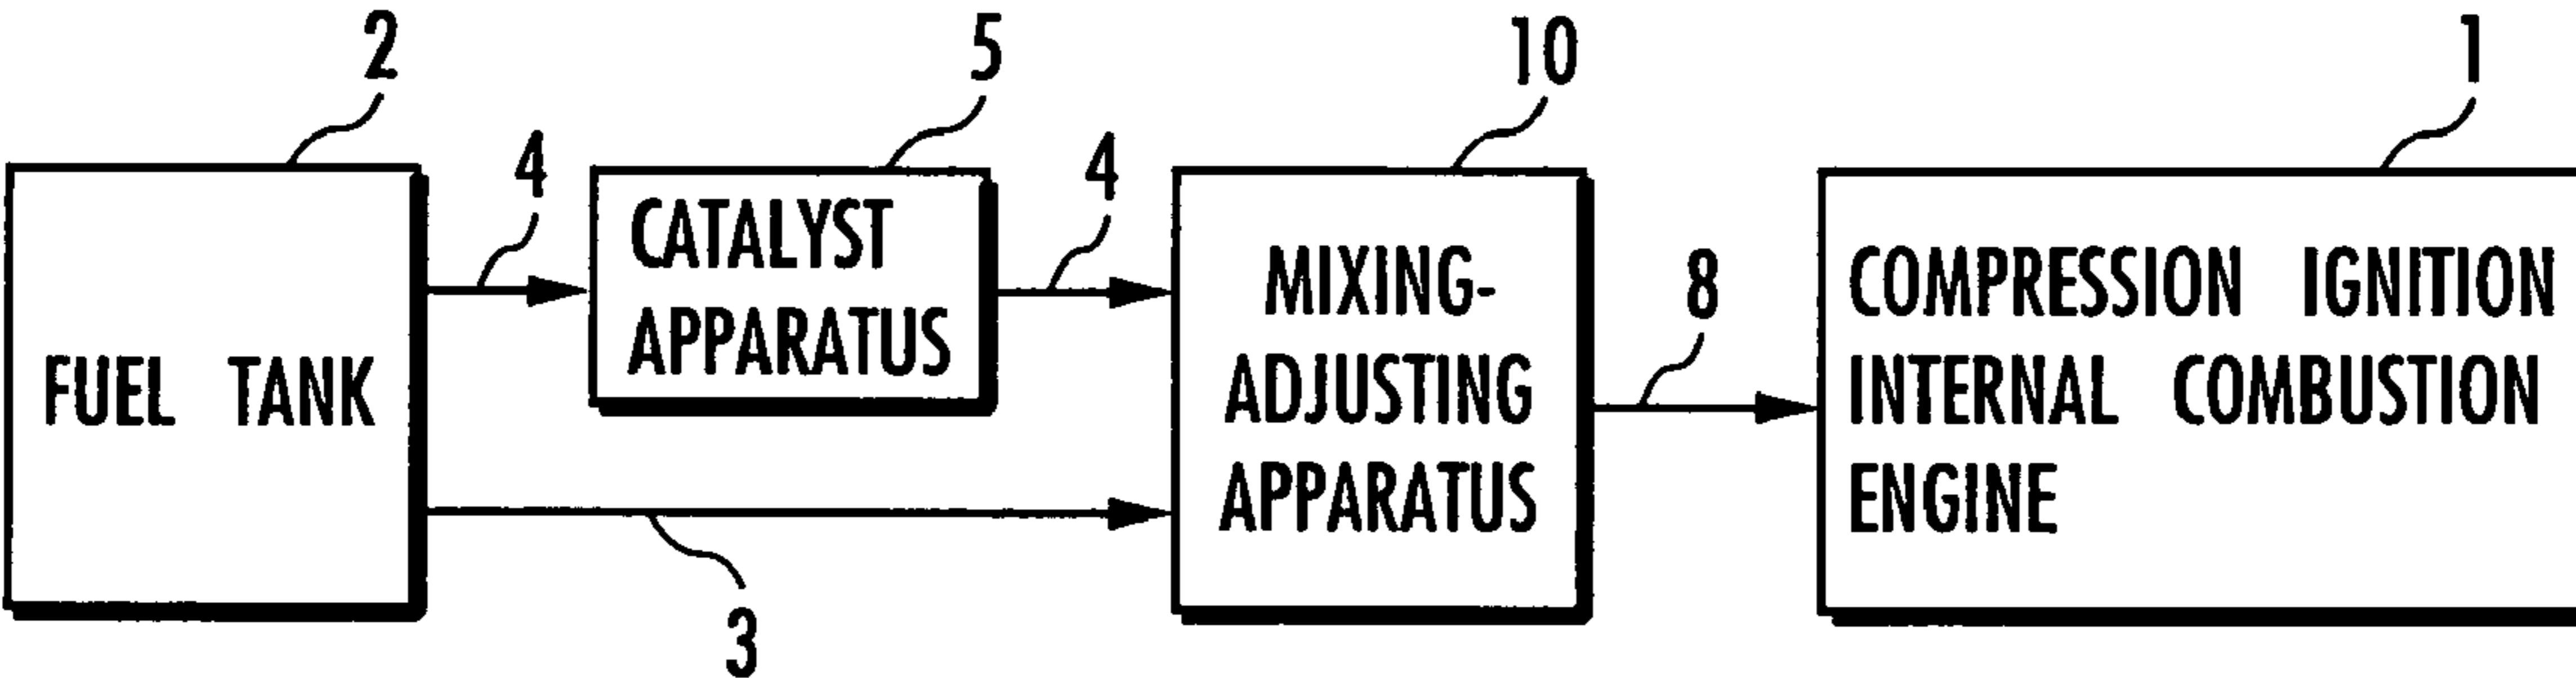 2
5
10
1
4
4
FUEL TANK
CATALYST
APPARATUS
MIXING-
ADJUSTING
APPARATUS
8
COMPRESSION IGNITION
INTERNAL COMBUSTION
ENGINE
3